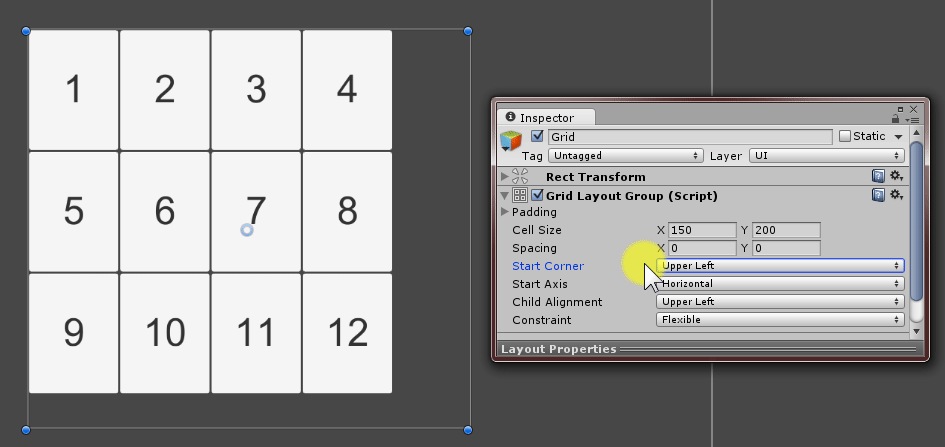 1 2 3 4
5 6 7 8
9 10 11 12
Inspector
Grid Static
Tag Untagged Layer UI
Rect Transform
Grid Layout Group (Script)
Padding
Cell Size X 150 Y 200
Spacing X 0 Y 0
Start Corner Upper Left
Start Axis Horizontal
Child Alignment Upper Left
Constraint Flexible
Layout Properties